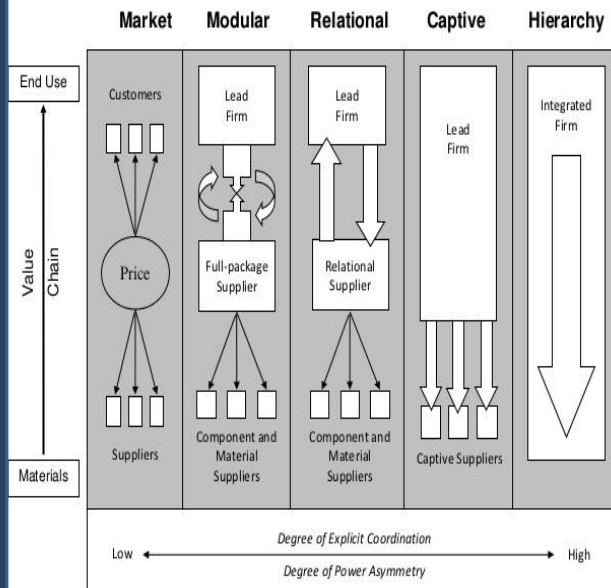 Market
Modular
Relational
Captive
Hierarchy
End Use
Value
Chain
Materials
Customers
Price
Suppliers
Lead
Firm
Full-package
Supplier
Component and
Material
Suppliers
Lead
Firm
Relational
Supplier
Component and
Material
Suppliers
Lead
Firm
Captive Suppliers
Integrated
Firm
Degree of Explicit Coordination
Low
High
Degree of Power Asymmetry